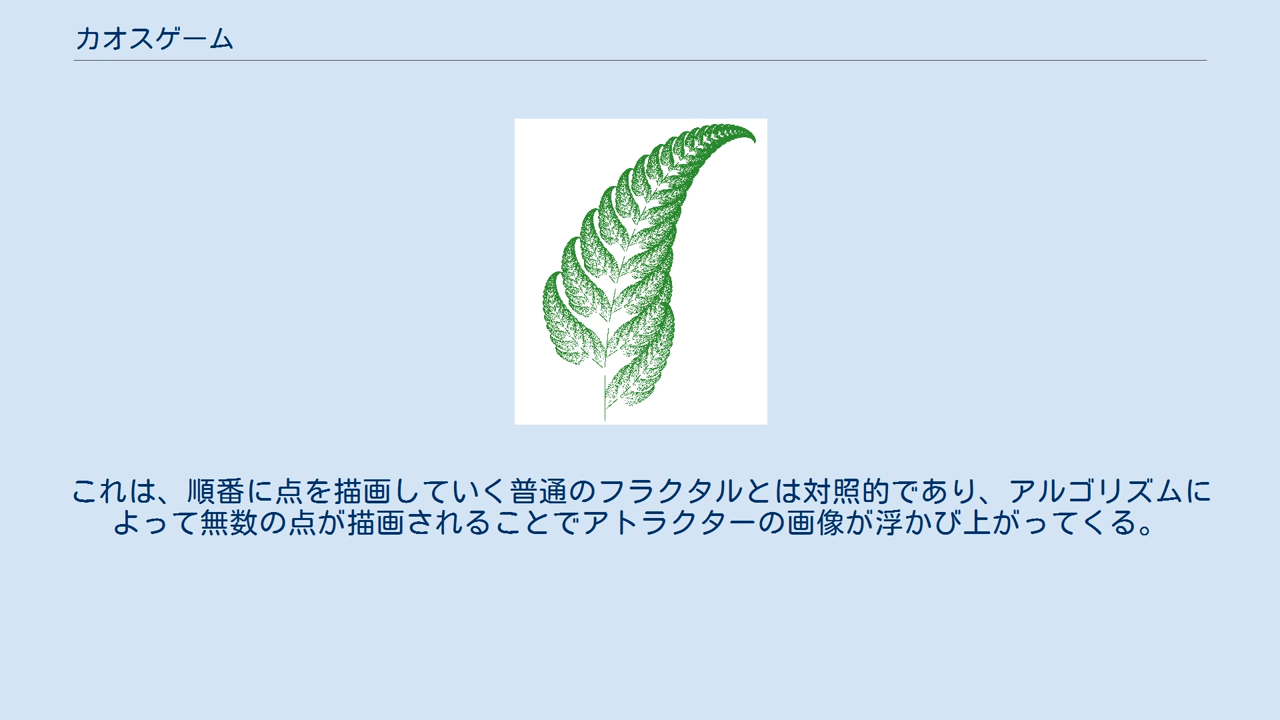 カオスゲーム
これは、順番に点を描画していく普通のフラクタルとは対照的であり、アルゴリズムに
よって無数の点が描画されることでアトラクターの画像が浮かび上がってくる。